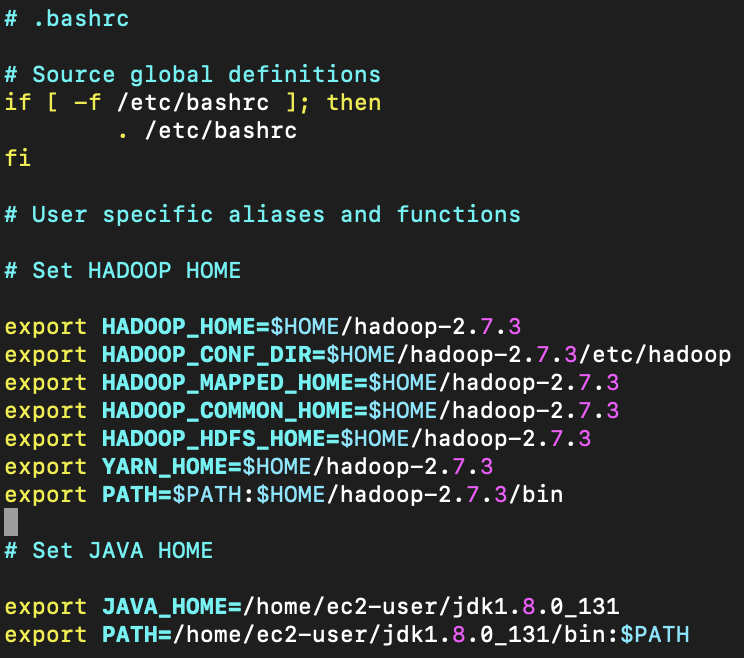 # .bashrc
# Source global definitions
if [ -f /etc/bashrc ]; then
        . /etc/bashrc
fi
# User specific aliases and functions
# Set HADOOP HOME
export HADOOP_HOME=$HOME/hadoop-2.7.3
export HADOOP_CONF_DIR=$HOME/hadoop-2.7.3/etc/hadoop
export HADOOP_MAPPED_HOME=$HOME/hadoop-2.7.3
export HADOOP_COMMON_HOME=$HOME/hadoop-2.7.3
export HADOOP_HDFS_HOME=$HOME/hadoop-2.7.3
export YARN_HOME=$HOME/hadoop-2.7.3
export PATH=$PATH:$HOME/hadoop-2.7.3/bin
# Set JAVA HOME
export JAVA_HOME=/home/ec2-user/jdk1.8.0_131
export PATH=/home/ec2-user/jdk1.8.0_131/bin:$PATH